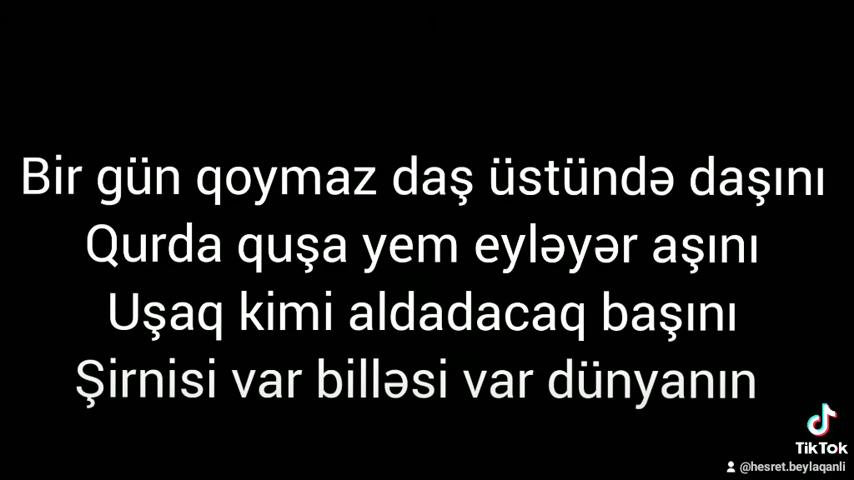 Bir gün qoymaz daş üstündə daşını
Qurda quşa yem eyləyər aşını
Uşaq kimi aldadacaq başını
Şirnisi var billəsi var dünyanın
TikTok
@hesret.beylaqanli